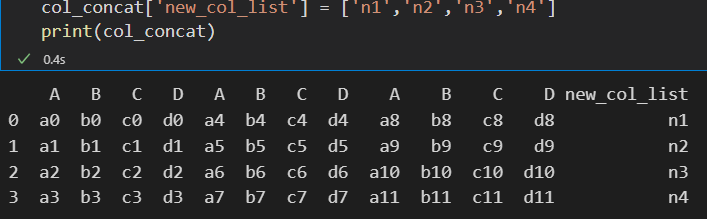 col_concat['new_col_list'] = ['n1','n2','n3','n4']
print(col_concat)
0.4s
A B C D A B C D A B C D new_col_list
0 a0 b0 c0 d0 a4 b4 c4 d4 a8 b8 c8 d8 n1
1 a1 b1 c1 d1 a5 b5 c5 d5 a9 b9 c9 d9 n2
2 a2 b2 c2 d2 a6 b6 c6 d6 a10 b10 c10 d10 n3
3 a3 b3 c3 d3 a7 b7 c7 d7 a11 b11 c11 d11 n4